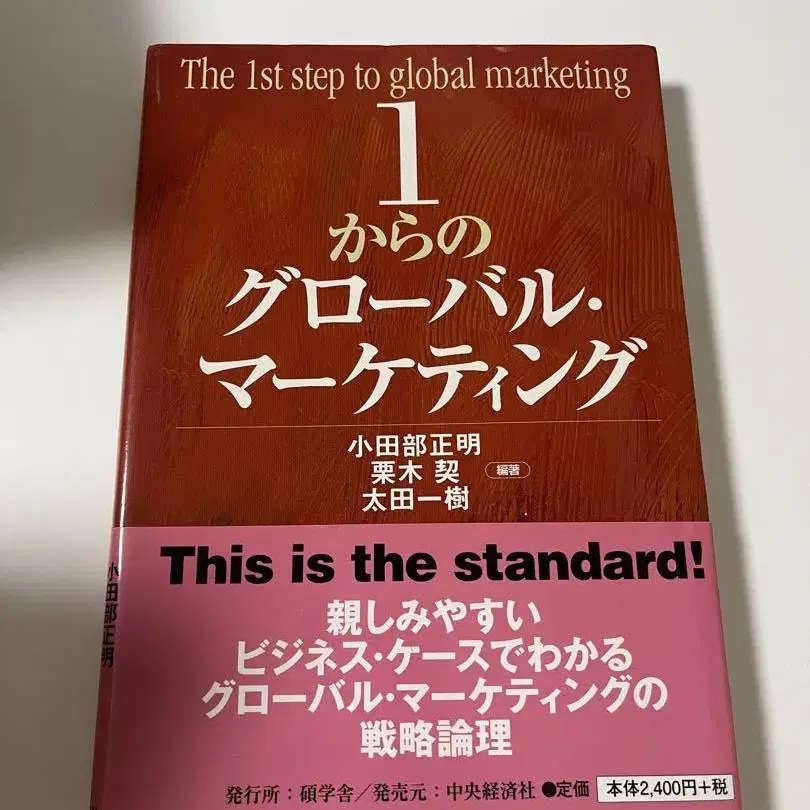 The 1st step to global marketing
1
からの
グローバル・
マーケティング
小田部正明
栗木 契
太田一樹
編著
This is the standard!
親しみやすい
ビジネス・ケースでわかる
グローバル・マーケティングの
戦略論理
発行所:碩学舎/発売元:中央経済社 ●定価 本体2,400円+税
小田部正明